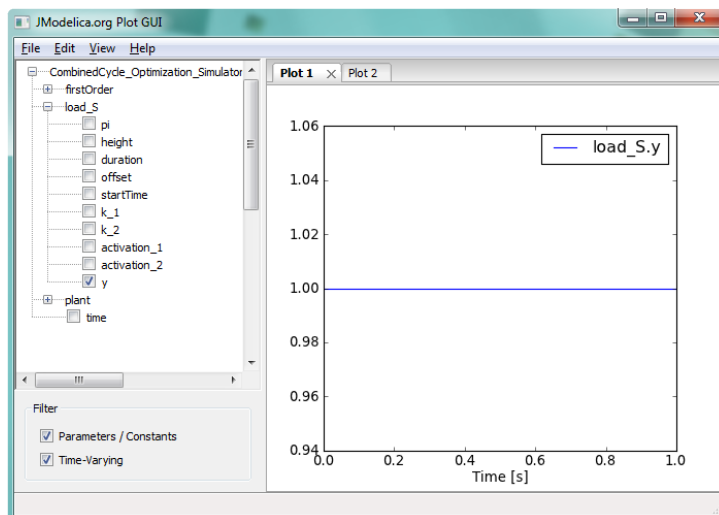 JModelica.org Plot GUI
File Edit View Help
CombinedCycle_Optimization_Simulator
firstOrder
load_S
pi
height
duration
offset
startTime
k_1
k_2
activation_1
activation_2
y
plant
time
Filter
Parameters / Constants
Time-Varying
Plot 1 Plot 2
1.06
1.04
1.02
1.00
0.98
0.96
0.94
load_S.y
0.0 0.2 0.4 0.6 0.8 1.0
Time [s]